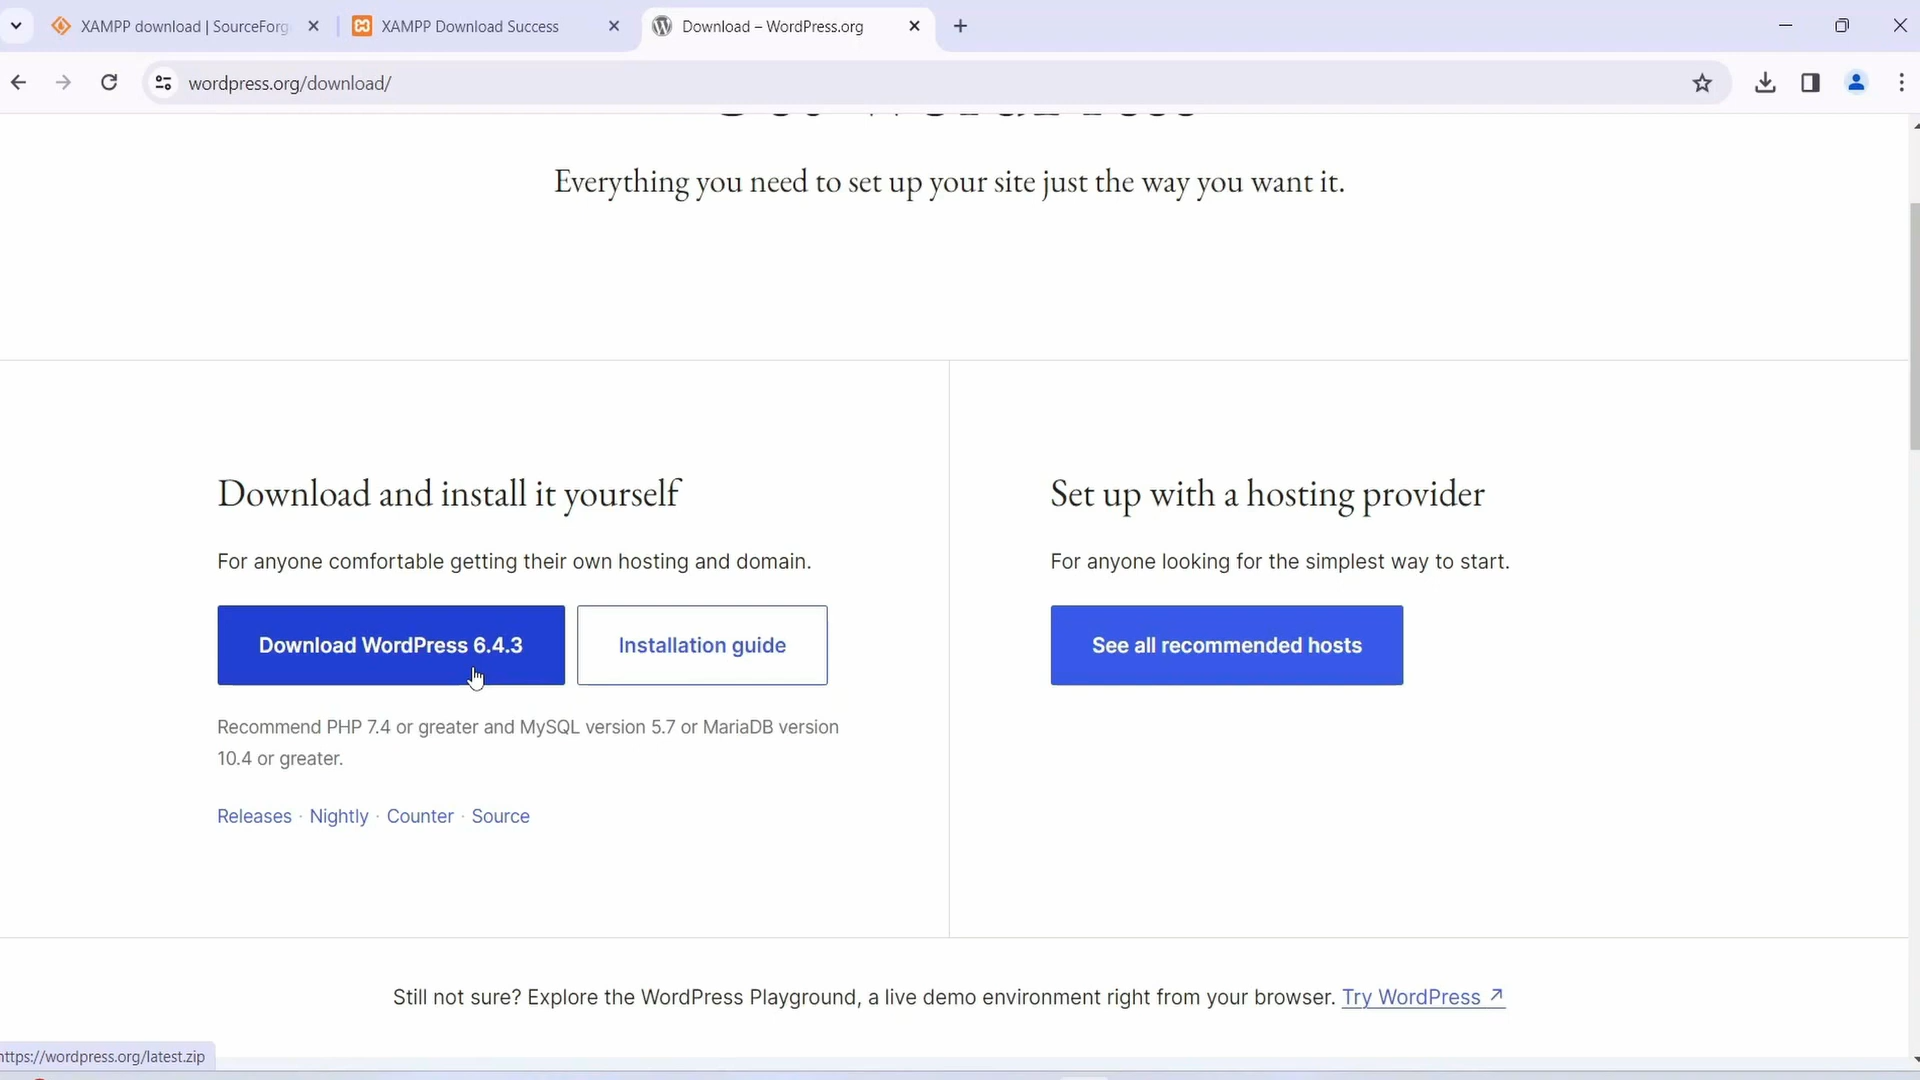 XAMPP download | SourceForg
XAMPP Download Success
Download – WordPress.org
wordpress.org/download/
Get WordPress
Everything you need to set up your site just the way you want it.
Download and install it yourself
For anyone comfortable getting their own hosting and domain.
Download WordPress 6.4.3
Installation guide
Recommend PHP 7.4 or greater and MySQL version 5.7 or MariaDB version
10.4 or greater.
Releases · Nightly · Counter · Source
Set up with a hosting provider
For anyone looking for the simplest way to start.
See all recommended hosts
Still not sure? Explore the WordPress Playground, a live demo environment right from your browser. Try WordPress ↗
https://wordpress.org/latest.zip